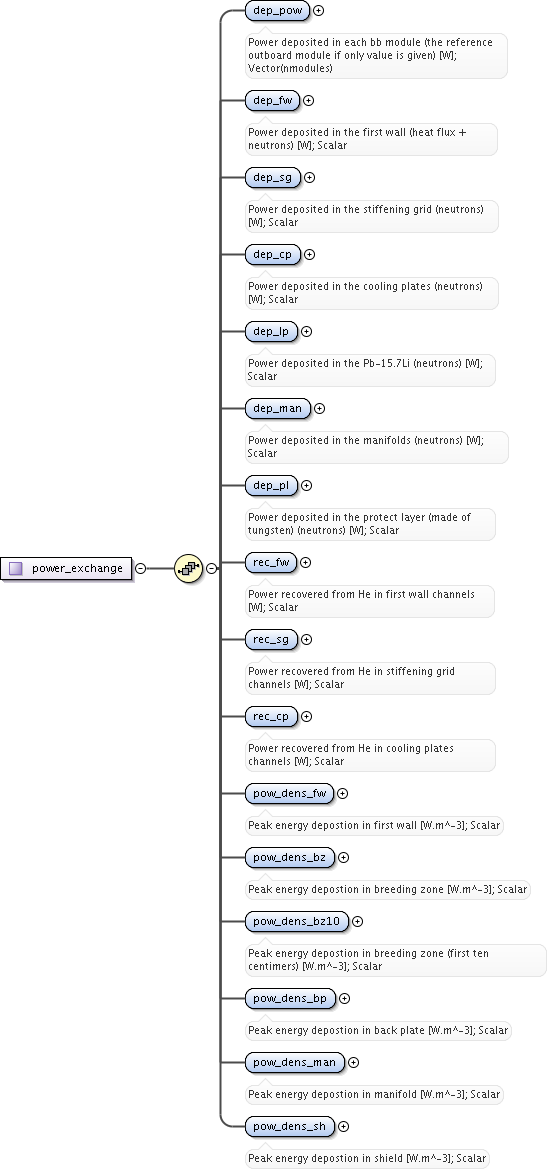 dep_pow
Power deposited in each bb module (the reference
outboard module if only value is given) [W];
Vector(nmodules)
dep_fw
Power deposited in the first wall (heat flux +
neutrons) [W]; Scalar
dep_sg
Power deposited in the stiffening grid (neutrons)
[W]; Scalar
dep_cp
Power deposited in the cooling plates (neutrons)
[W]; Scalar
dep_lp
Power deposited in the Pb-15.7Li (neutrons) [W];
Scalar
dep_man
Power deposited in the manifolds (neutrons) [W];
Scalar
dep_pl
Power deposited in the protect layer (made of
tungsten) (neutrons) [W]; Scalar
power_exchange
rec_fw
Power recovered from He in first wall channels
[W]; Scalar
rec_sg
Power recovered from He in stiffening grid
channels [W]; Scalar
rec_cp
Power recovered from He in cooling plates
channels [W]; Scalar
pow_dens_fw
Peak energy depostion in first wall [W.m^-3]; Scalar
pow_dens_bz
Peak energy depostion in breeding zone [W.m^-3]; Scalar
pow_dens_bz10
Peak energy depostion in breeding zone (first ten
centimers) [W.m^-3]; Scalar
pow_dens_bp
Peak energy depostion in back plate [W.m^-3]; Scalar
pow_dens_man
Peak energy depostion in manifold [W.m^-3]; Scalar
pow_dens_sh
Peak energy depostion in shield [W.m^-3]; Scalar